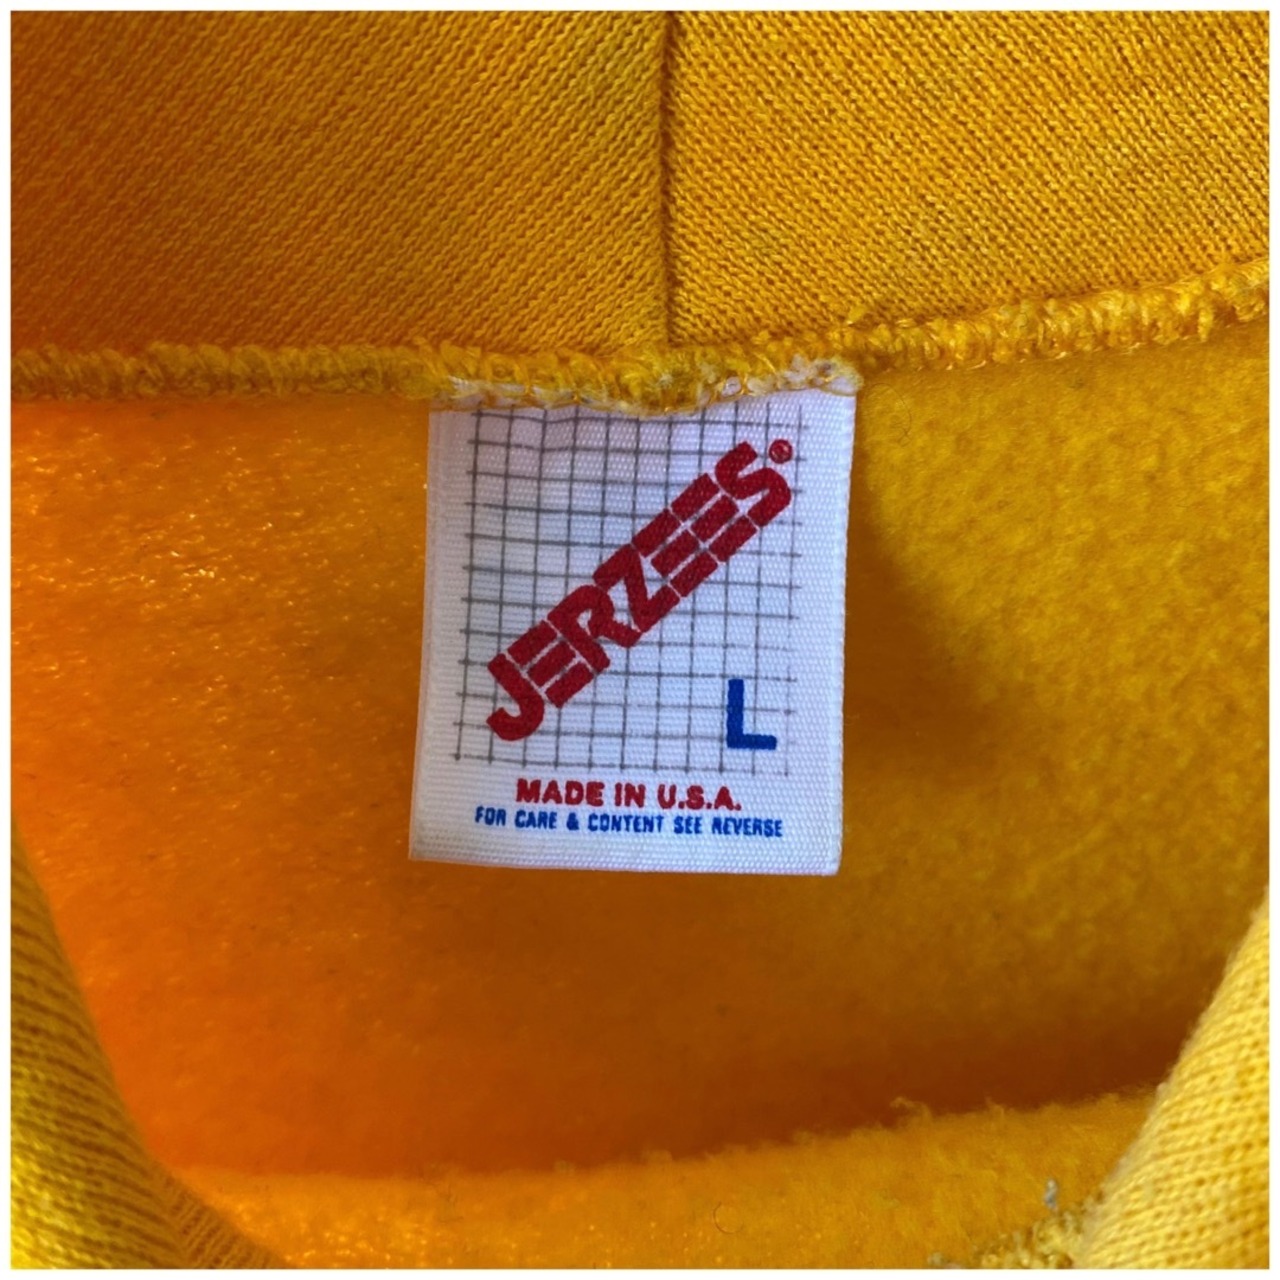 JERZEES®
L
MADE IN U.S.A.
FOR CARE & CONTENT SEE REVERSE